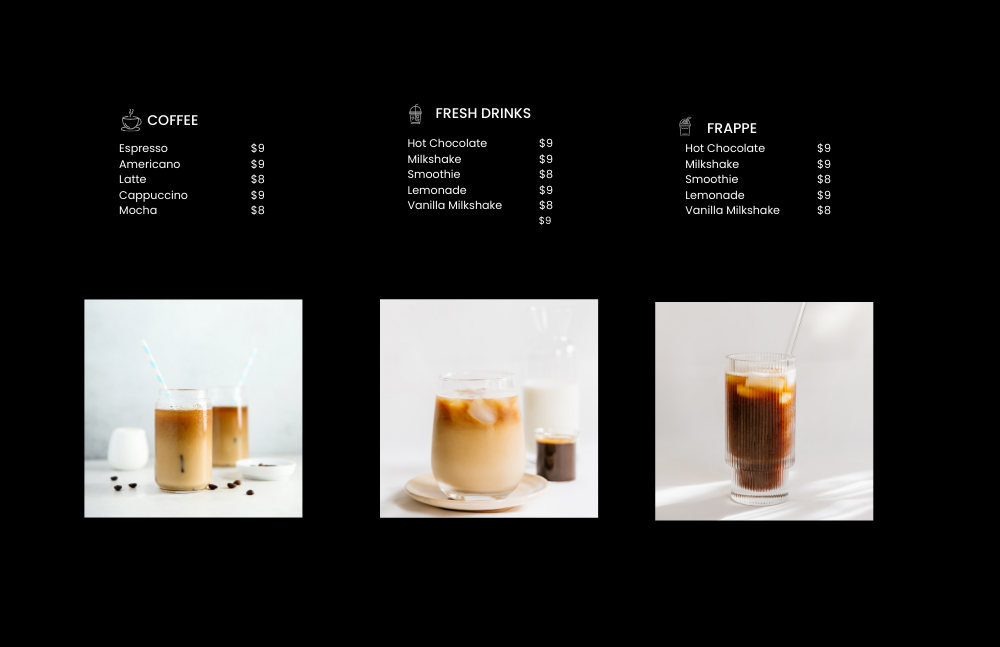 COFFEE
Espresso $9
Americano $9
Latte $8
Cappuccino $9
Mocha $8
FRESH DRINKS
Hot Chocolate $9
Milkshake $9
Smoothie $8
Lemonade $9
Vanilla Milkshake $8
$9
FRAPPE
Hot Chocolate $9
Milkshake $9
Smoothie $8
Lemonade $9
Vanilla Milkshake $8